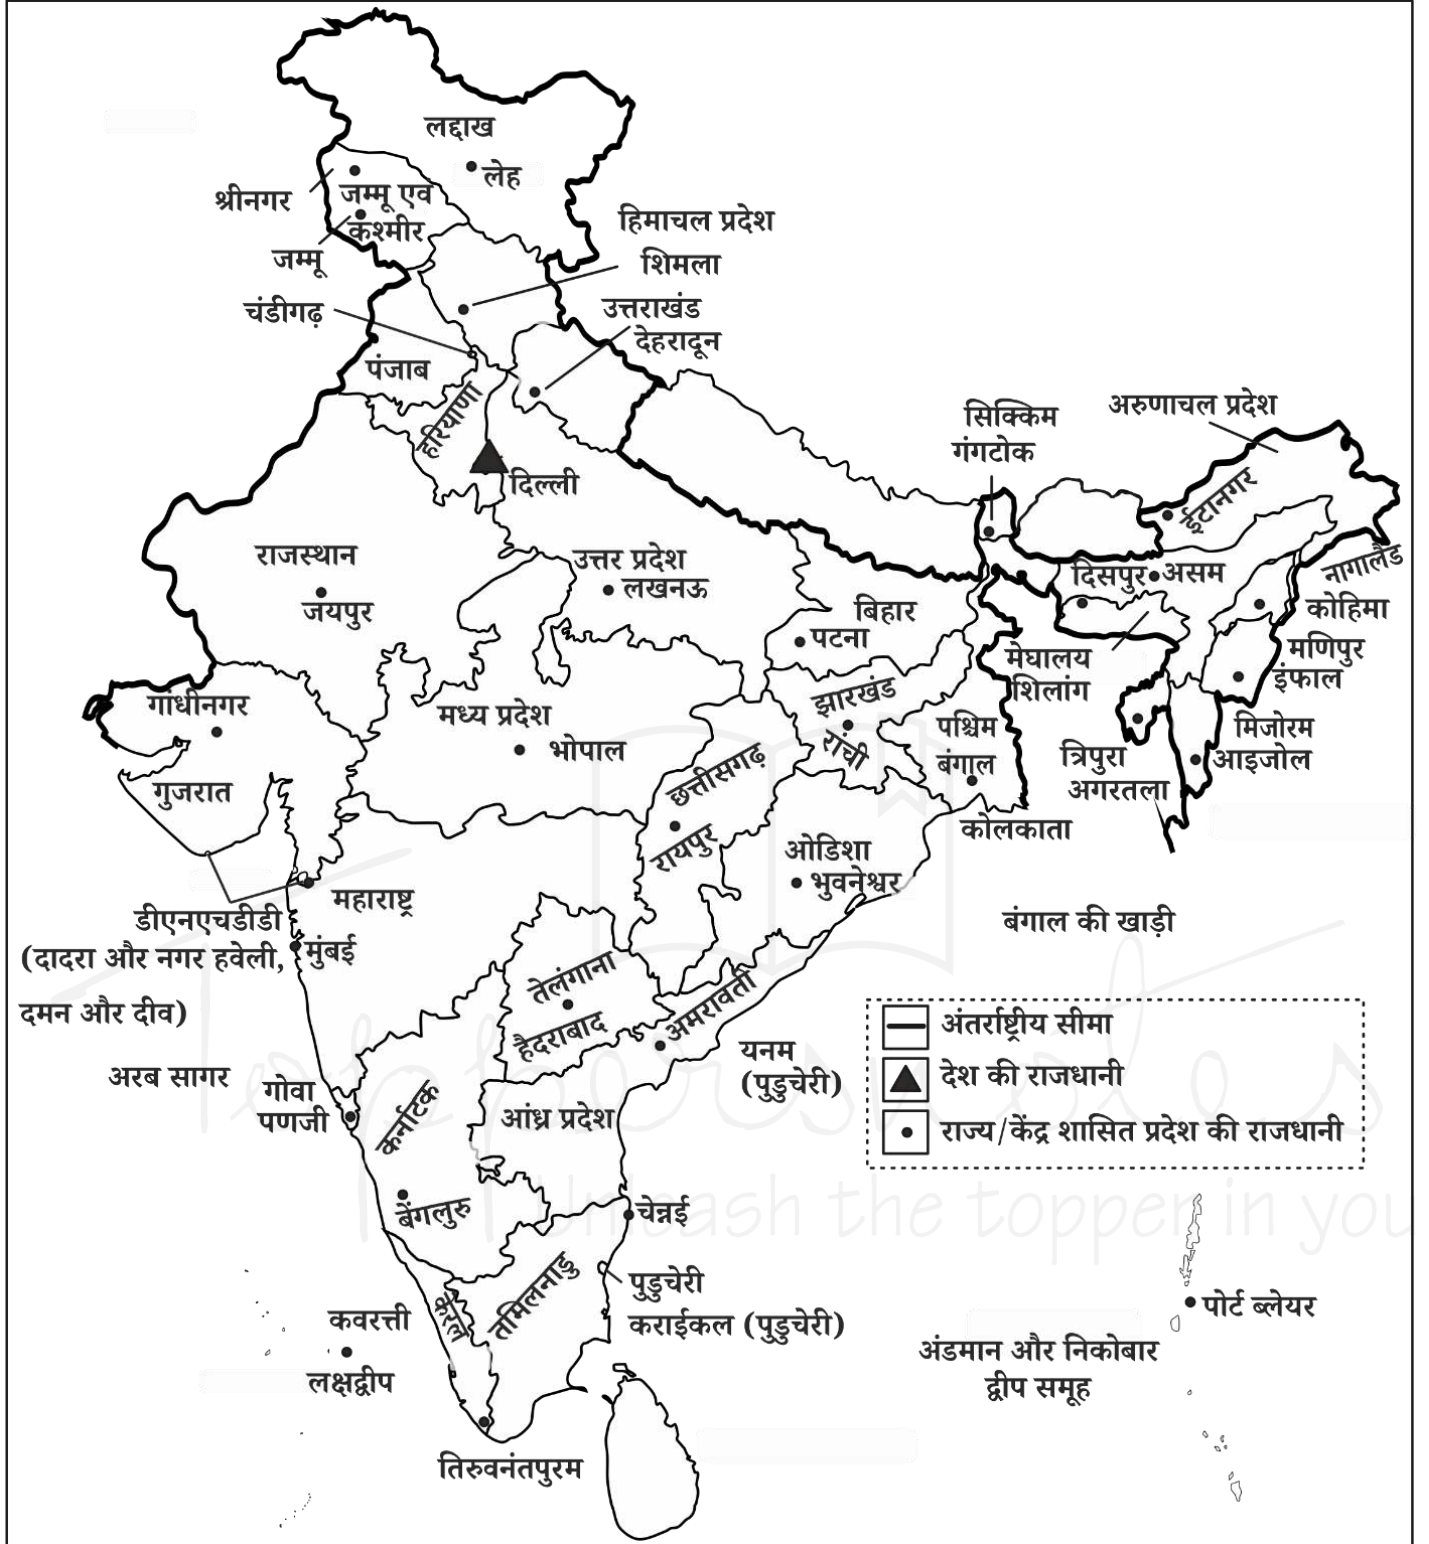 लद्दाख
लेह
श्रीनगर
जम्मू एवं
कश्मीर
जम्मू
हिमाचल प्रदेश
शिमला
चंडीगढ़
उत्तराखंड
देहरादून
पंजाब
हरियाणा
दिल्ली
सिक्किम
गंगटोक
अरुणाचल प्रदेश
ईटानगर
राजस्थान
जयपुर
उत्तर प्रदेश
लखनऊ
बिहार
पटना
दिसपुर असम
नागालैंड
कोहिमा
मेघालय
शिलांग
मणिपुर
इंफाल
गांधीनगर
गुजरात
मध्य प्रदेश
भोपाल
झारखंड
रांची
पश्चिम
बंगाल
त्रिपुरा
अगरतला
मिजोरम
आइजोल
छत्तीसगढ़
रायपुर
कोलकाता
ओडिशा
भुवनेश्वर
महाराष्ट्र
डीएनएचडीडी
(दादरा और नगर हवेली,
दमन और दीव)
मुंबई
बंगाल की खाड़ी
तेलंगाना
हैदराबाद
अमरावती
यनम
(पुडुचेरी)
अंतर्राष्ट्रीय सीमा
देश की राजधानी
राज्य/केंद्र शासित प्रदेश की राजधानी
अरब सागर
गोवा
पणजी
कर्नाटक
बेंगलुरु
आंध्र प्रदेश
चेन्नई
पुडुचेरी
कराईकल (पुडुचेरी)
तमिलनाडु
केरल
कवरत्ती
लक्षद्वीप
तिरुवनंतपुरम
पोर्ट ब्लेयर
अंडमान और निकोबार
द्वीप समूह
Toppersnotes
Unleash the topper in you